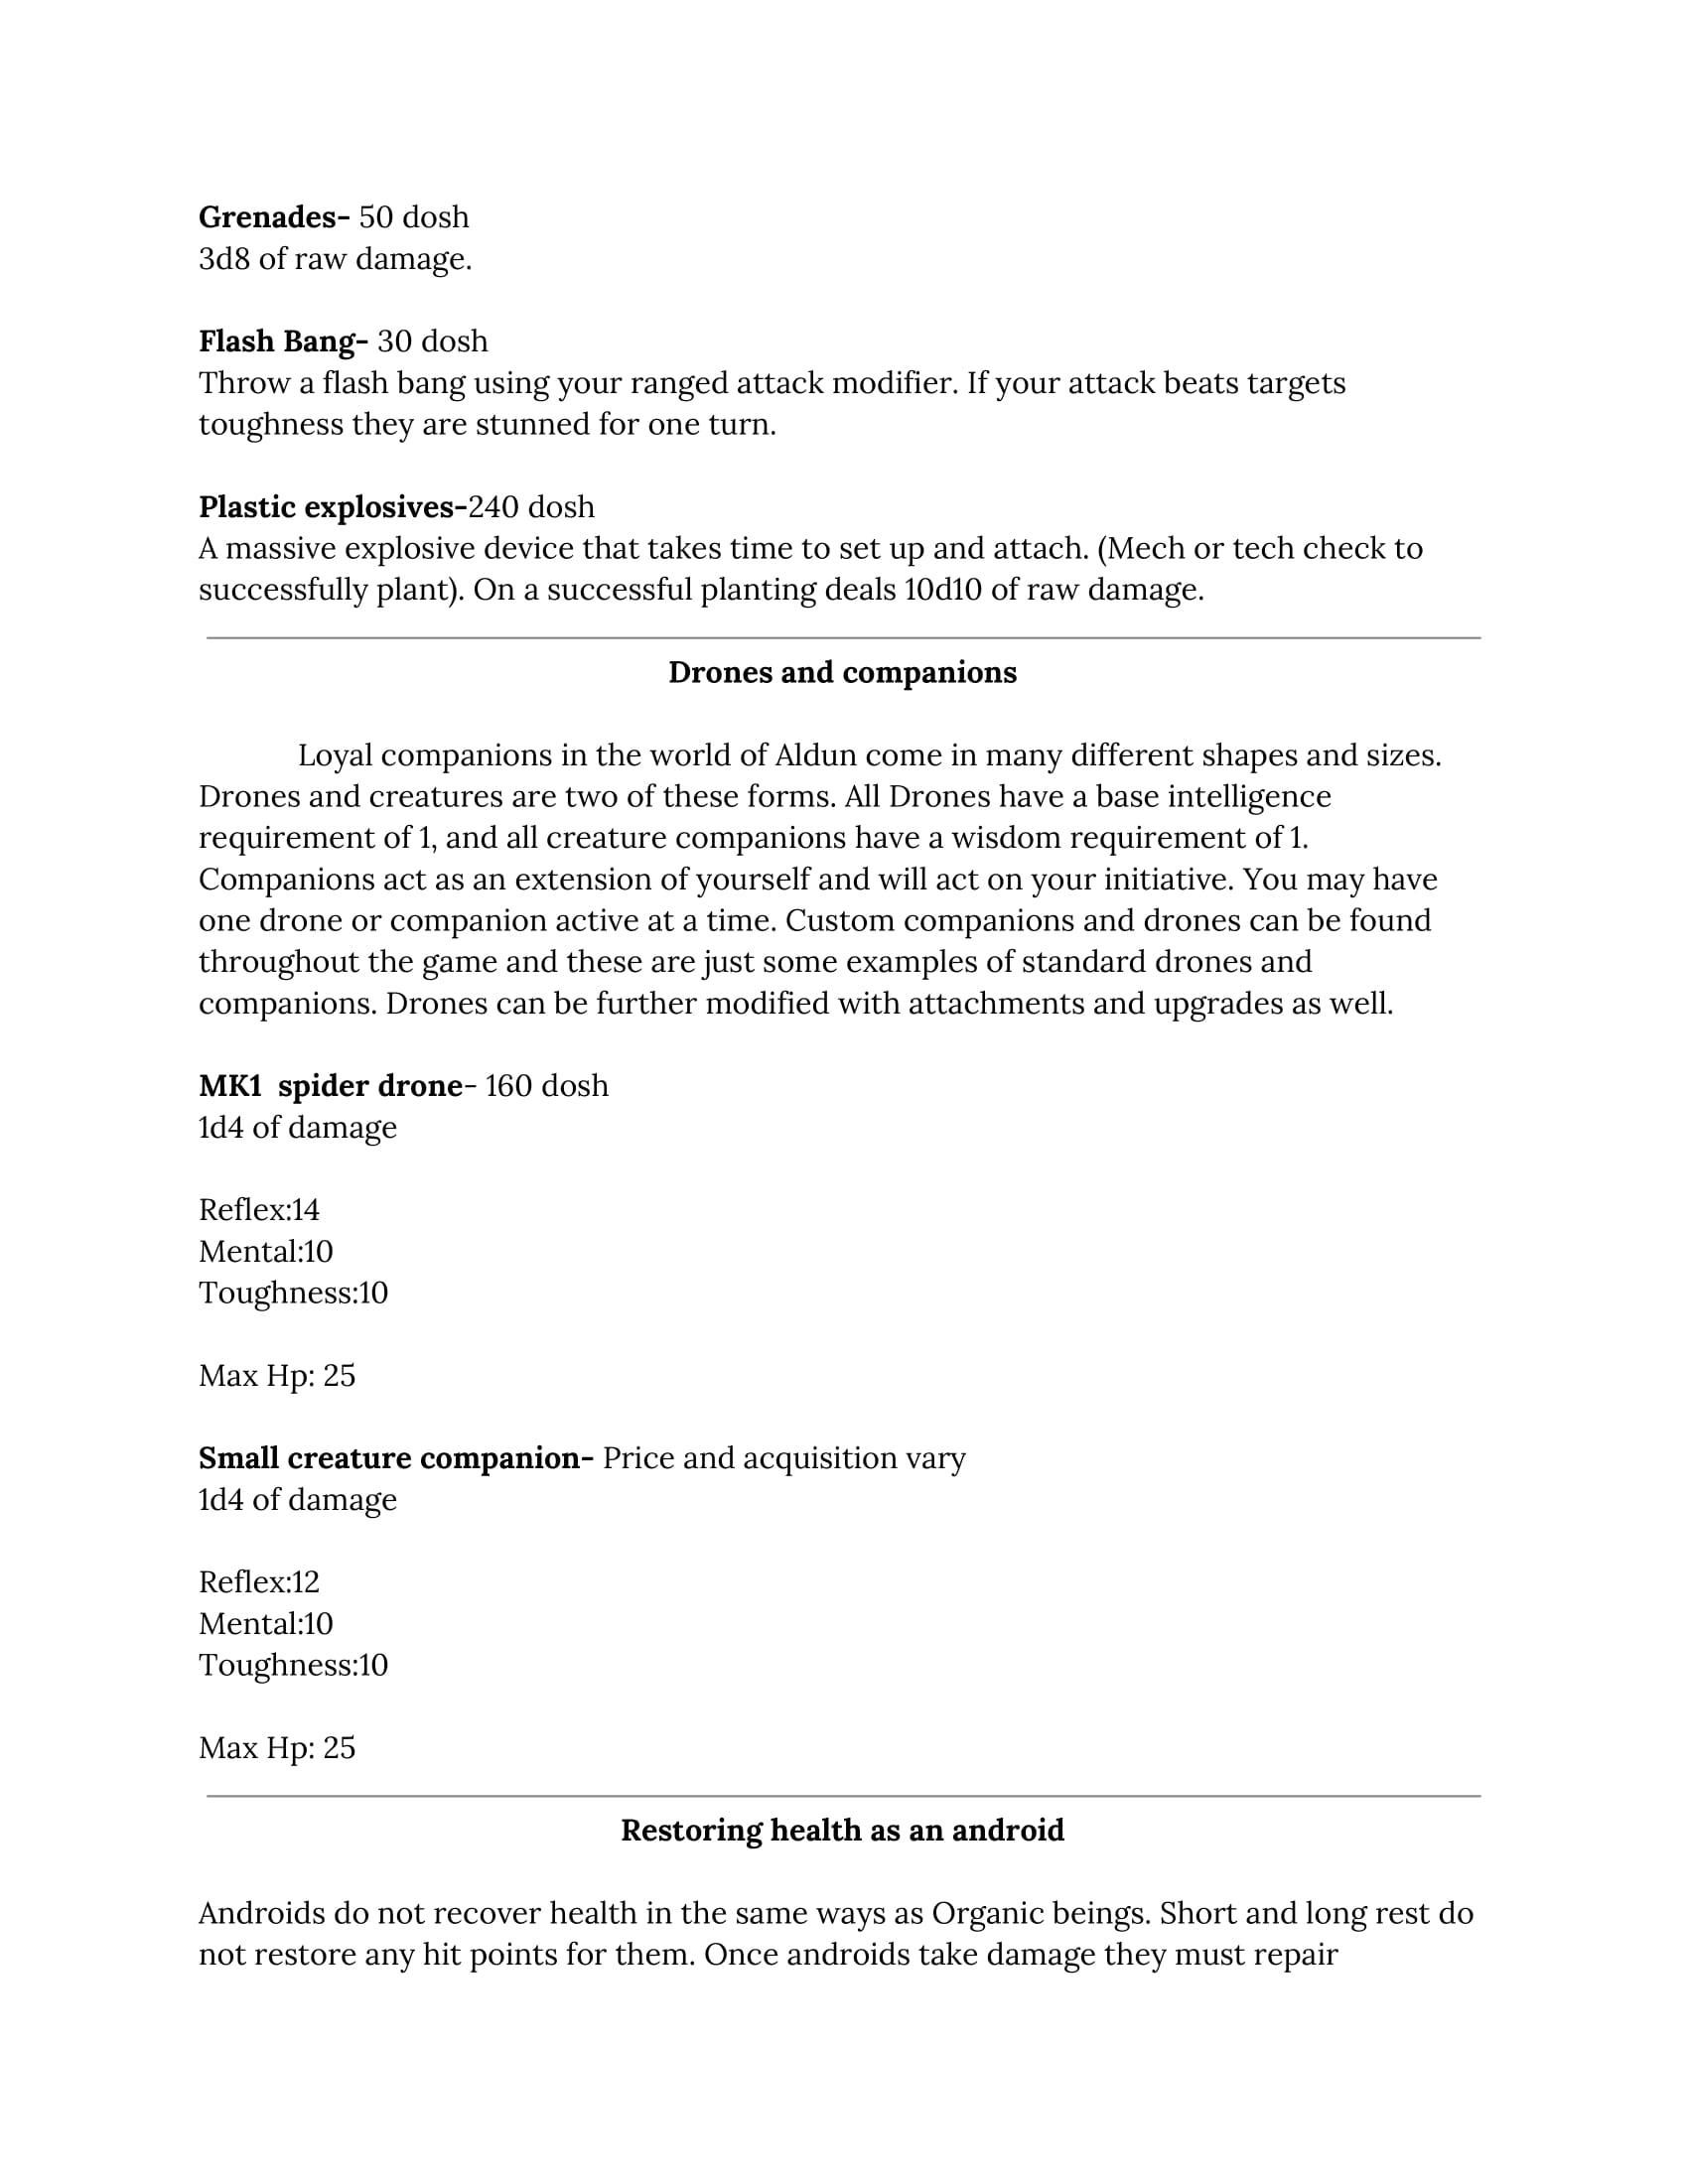 Grenades- 50 dosh
3d8 of raw damage.
Flash Bang- 30 dosh
Throw a flash bang using your ranged attack modifier. If your attack beats targets
toughness they are stunned for one turn.
Plastic explosives-240 dosh
A massive explosive device that takes time to set up and attach. (Mech or tech check to
successfully plant). On a successful planting deals 10d10 of raw damage.
Drones and companions
Loyal companions in the world of Aldun come in many different shapes and sizes.
Drones and creatures are two of these forms. All Drones have a base intelligence
requirement of 1, and all creature companions have a wisdom requirement of 1.
Companions act as an extension of yourself and will act on your initiative. You may have
one drone or companion active at a time. Custom companions and drones can be found
throughout the game and these are just some examples of standard drones and
companions. Drones can be further modified with attachments and upgrades as well.
MK1  spider drone- 160 dosh
1d4 of damage
Reflex:14
Mental:10
Toughness:10
Max Hp: 25
Small creature companion- Price and acquisition vary
1d4 of damage
Reflex:12
Mental:10
Toughness:10
Max Hp: 25
Restoring health as an android
Androids do not recover health in the same ways as Organic beings. Short and long rest do
not restore any hit points for them. Once androids take damage they must repair